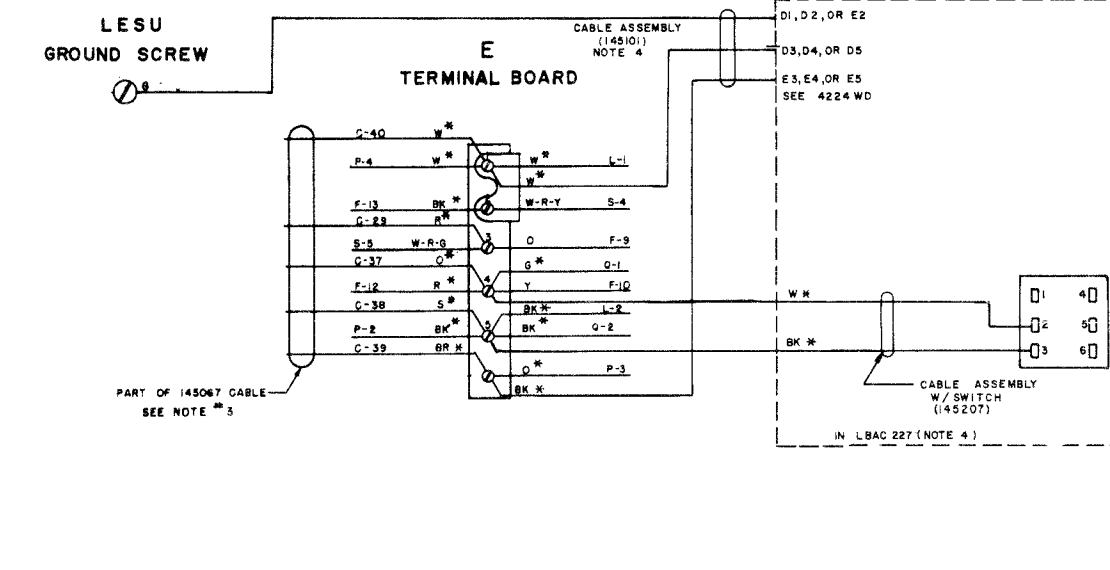 LESU
GROUND SCREW
G
E
TERMINAL BOARD
CABLE ASSEMBLY
(145101)
NOTE 4
D1, D2, OR E2
D3, D4, OR D5
E3, E4, OR E5
SEE 4224 WD
C-40 W*
P-4 W* W* L-1
W*
F-13 BK* W-R-Y S-4
C-29 R*
S-5 W-R-G 3 O F-9
C-37 O* G* Q-1
F-12 R* 4 Y F-10
C-38 S* BK* L-2
P-2 BK* 5 BK* Q-2
C-39 BR*
O* P-3
BK*
W*
BK*
1 4
2 5
3 6
PART OF 145067 CABLE
SEE NOTE #3
CABLE ASSEMBLY
W/SWITCH
(145207)
IN LBAC 227 (NOTE 4)